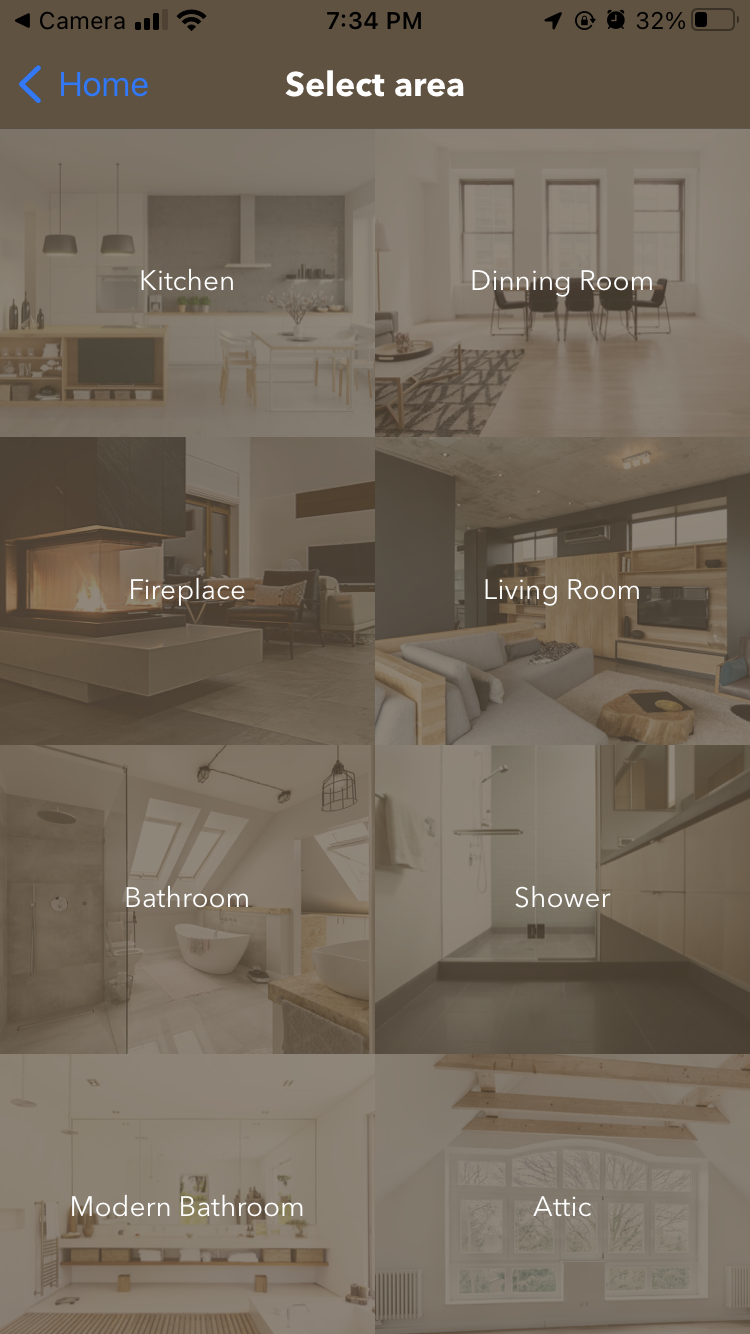 Camera 7:34 PM 32%
Home Select area
Kitchen Dinning Room
Fireplace Living Room
Bathroom Shower
Modern Bathroom Attic